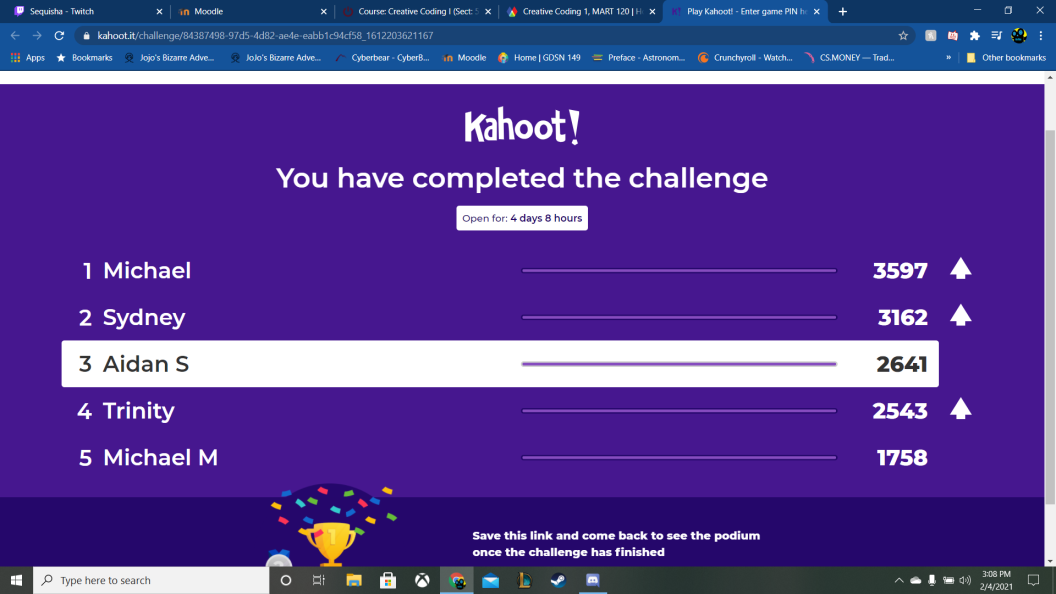 Sequisha - Twitch
Moodle
Course: Creative Coding I (Sect:
Creative Coding 1, MART 120 | H
Play Kahoot! - Enter game PIN he
kahoot.it/challenge/84387498-97d5-4d82-ae4e-eabb1c94cf58_1612203621167
Apps Bookmarks JoJo's Bizarre Adve... JoJo's Bizarre Adve... Cyberbear - CyberB... Moodle Home | GDSN 149 Preface - Astronom... Crunchyroll - Watch... CS.MONEY — Trad... » Other bookmarks
Kahoot!
You have completed the challenge
Open for: 4 days 8 hours
1 Michael 3597
2 Sydney 3162
3 Aidan S 2641
4 Trinity 2543
5 Michael M 1758
1
2
Save this link and come back to see the podium
once the challenge has finished
Type here to search
3:08 PM
2/4/2021